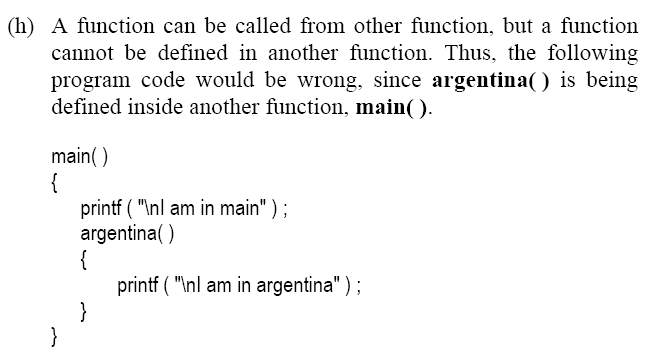 (h) A function can be called from other function, but a function
cannot be defined in another function. Thus, the following
program code would be wrong, since argentina( ) is being
defined inside another function, main( ).
main( )
{
printf ( "\nI am in main" ) ;
argentina( )
{
printf ( "\nI am in argentina" ) ;
}
}